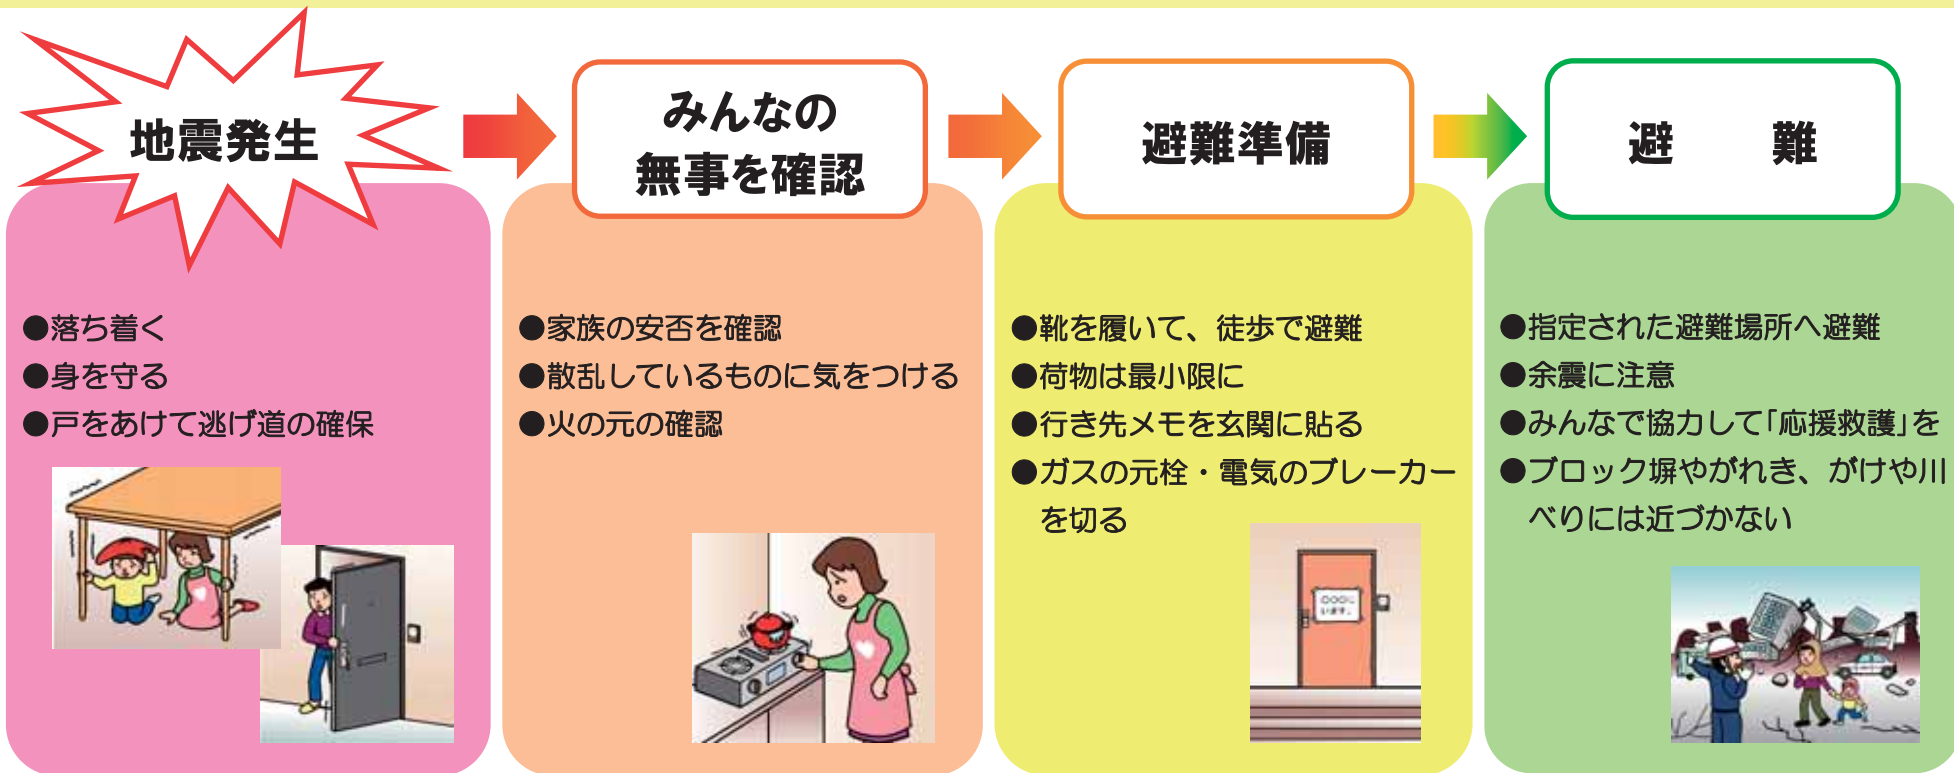 地震発生
●落ち着く
●身を守る
●戸をあけて逃げ道の確保
みんなの
無事を確認
●家族の安否を確認
●散乱しているものに気をつける
●火の元の確認
避難準備
●靴を履いて、徒歩で避難
●荷物は最小限に
●行き先メモを玄関に貼る
●ガスの元栓・電気のブレーカー
を切る
○○○に
います。
避　難
●指定された避難場所へ避難
●余震に注意
●みんなで協力して｢応援救護｣を
●ブロック塀やがれき、がけや川
べりには近づかない